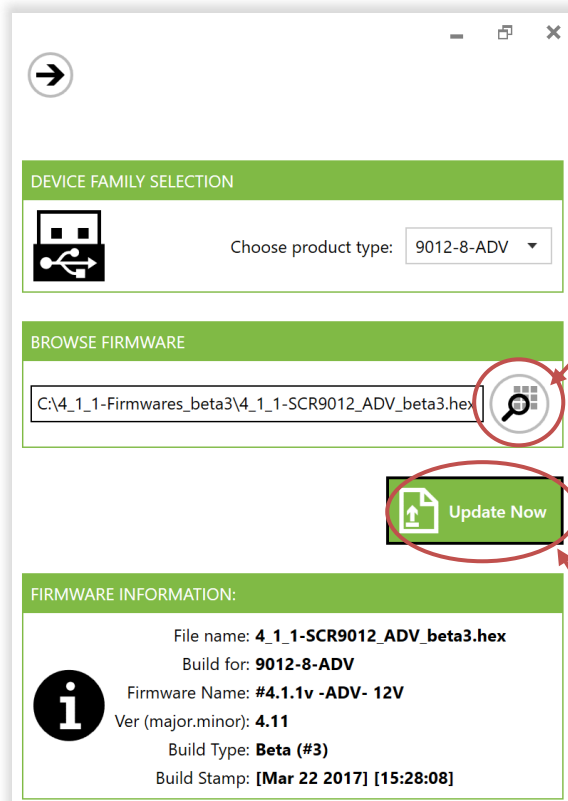 DEVICE FAMILY SELECTION
Choose product type: 9012-8-ADV
BROWSE FIRMWARE
C:\4_1_1-Firmwares_beta3\4_1_1-SCR9012_ADV_beta3.hex
Update Now
FIRMWARE INFORMATION:
File name: 4_1_1-SCR9012_ADV_beta3.hex
Build for: 9012-8-ADV
Firmware Name: #4.1.1v -ADV- 12V
Ver (major.minor): 4.11
Build Type: Beta (#3)
Build Stamp: [Mar 22 2017] [15:28:08]